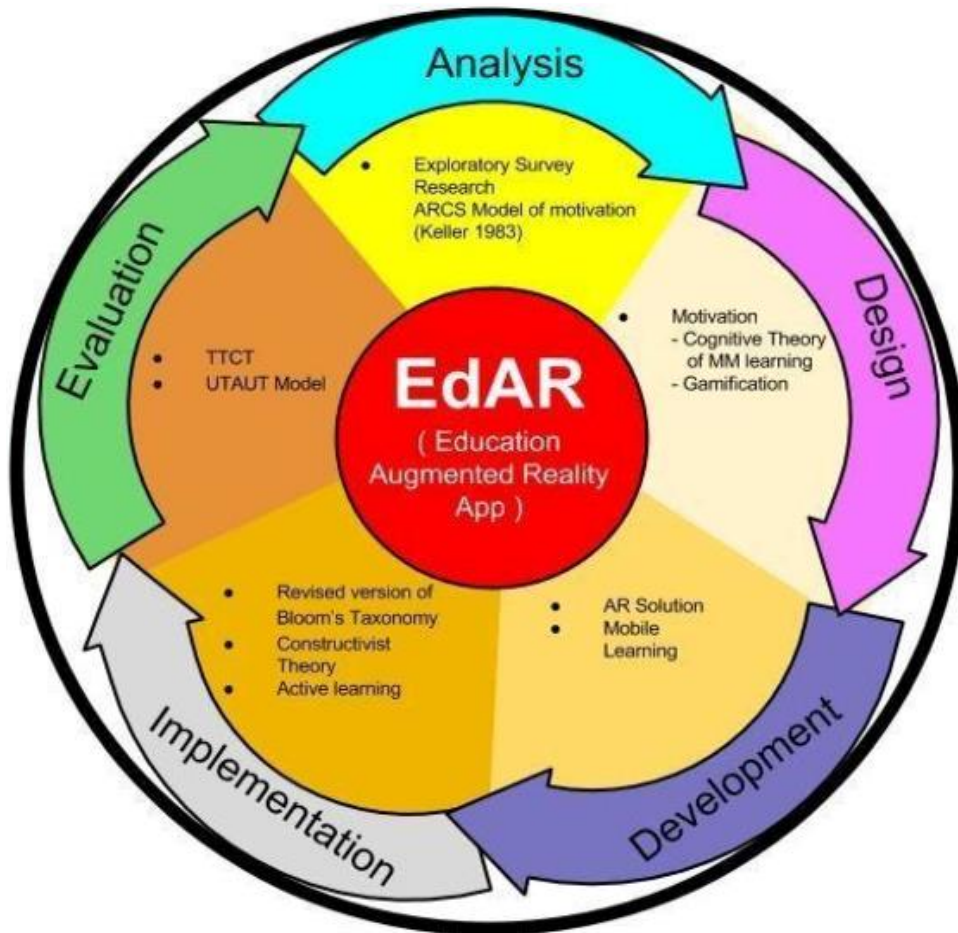 Analysis
• Exploratory Survey
Research
ARCS Model of motivation
(Keller 1983)
Design
• Motivation
- Cognitive Theory
of MM learning
- Gamification
Development
• AR Solution
• Mobile
Learning
Implementation
• Revised version of
Bloom's Taxonomy
• Constructivist
Theory
• Active learning
Evaluation
• TTCT
• UTAUT Model
EdAR
( Education
Augmented Reality
App )